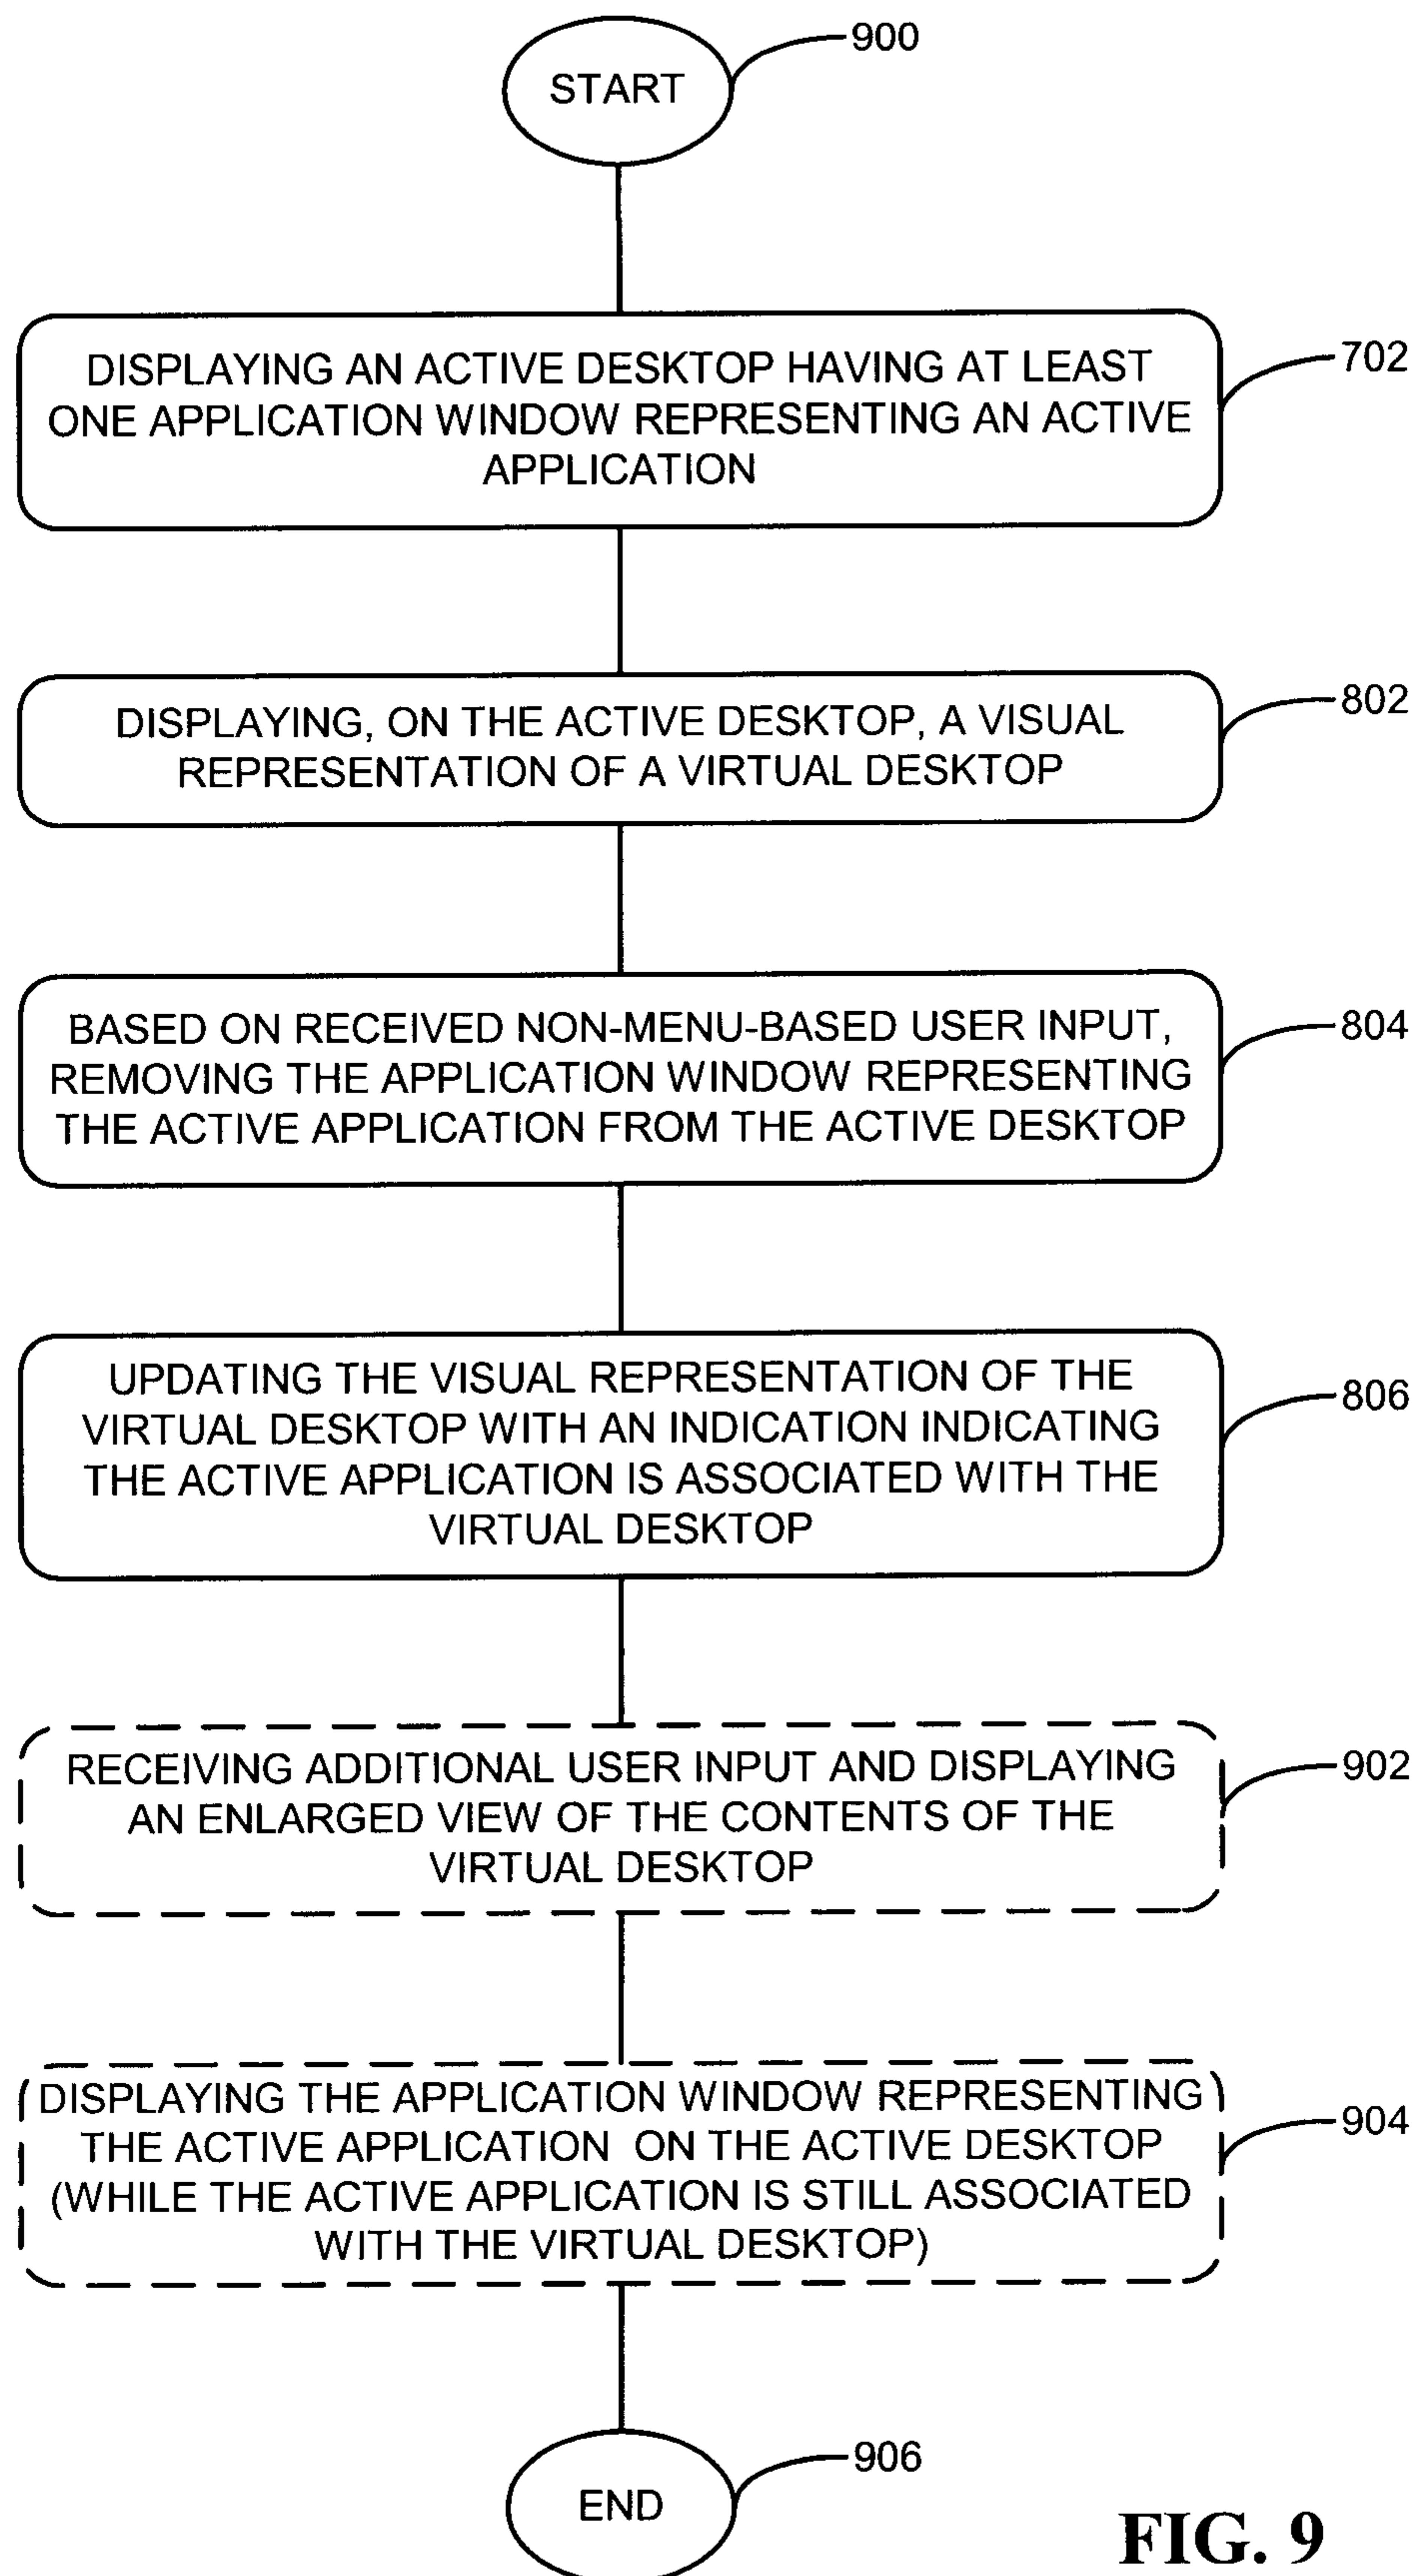 START
900
DISPLAYING AN ACTIVE DESKTOP HAVING AT LEAST
ONE APPLICATION WINDOW REPRESENTING AN ACTIVE
APPLICATION
702
DISPLAYING, ON THE ACTIVE DESKTOP, A VISUAL
REPRESENTATION OF A VIRTUAL DESKTOP
802
BASED ON RECEIVED NON-MENU-BASED USER INPUT,
REMOVING THE APPLICATION WINDOW REPRESENTING
THE ACTIVE APPLICATION FROM THE ACTIVE DESKTOP
804
UPDATING THE VISUAL REPRESENTATION OF THE
VIRTUAL DESKTOP WITH AN INDICATION INDICATING
THE ACTIVE APPLICATION IS ASSOCIATED WITH THE
VIRTUAL DESKTOP
806
RECEIVING ADDITIONAL USER INPUT AND DISPLAYING
AN ENLARGED VIEW OF THE CONTENTS OF THE
VIRTUAL DESKTOP
902
DISPLAYING THE APPLICATION WINDOW REPRESENTING
THE ACTIVE APPLICATION ON THE ACTIVE DESKTOP
(WHILE THE ACTIVE APPLICATION IS STILL ASSOCIATED
WITH THE VIRTUAL DESKTOP)
904
END
906
FIG. 9